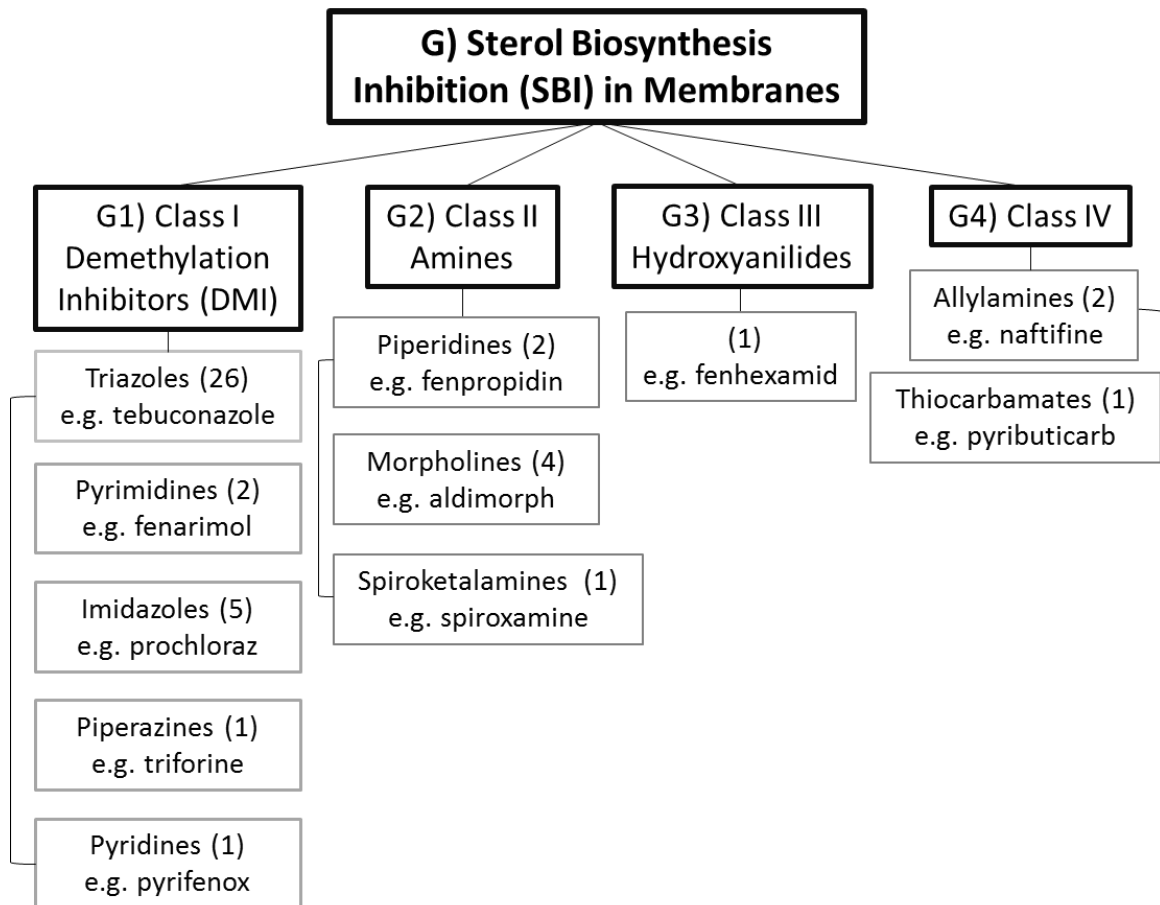 G) Sterol Biosynthesis
Inhibition (SBI) in Membranes
G1) Class I
Demethylation
Inhibitors (DMI)
Triazoles (26)
e.g. tebuconazole
Pyrimidines (2)
e.g. fenarimol
Imidazoles (5)
e.g. prochloraz
Piperazines (1)
e.g. triforine
Pyridines (1)
e.g. pyrifenox
G2) Class II
Amines
Piperidines (2)
e.g. fenpropidin
Morpholines (4)
e.g. aldimorph
Spiroketalamines (1)
e.g. spiroxamine
G3) Class III
Hydroxyanilides
(1)
e.g. fenhexamid
G4) Class IV
Allylamines (2)
e.g. naftifine
Thiocarbamates (1)
e.g. pyributicarb